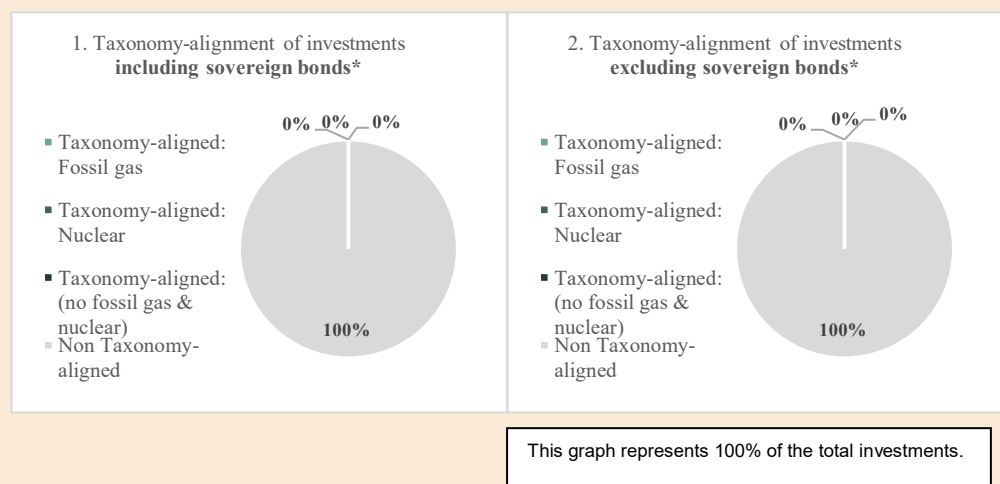 1. Taxonomy-alignment of investments
including sovereign bonds*
0% 0% 0%
Taxonomy-aligned:
Fossil gas
Taxonomy-aligned:
Nuclear
Taxonomy-aligned:
(no fossil gas &
nuclear)
Non Taxonomy-
aligned
100%
2. Taxonomy-alignment of investments
excluding sovereign bonds*
0% 0% 0%
Taxonomy-aligned:
Fossil gas
Taxonomy-aligned:
Nuclear
Taxonomy-aligned:
(no fossil gas &
nuclear)
Non Taxonomy-
aligned
100%
This graph represents 100% of the total investments.